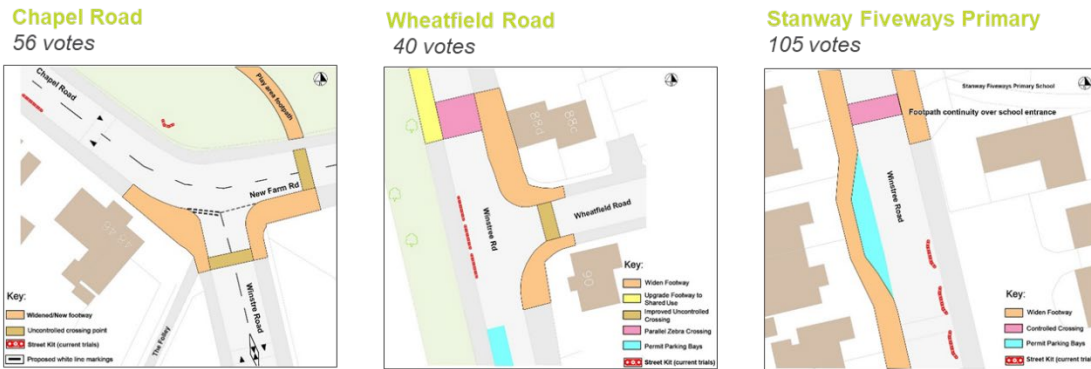 Chapel Road
56 votes
Chapel Road
Play area footpath
New Farm Rd
Winstree Road
The Folley
Key:
Widened/New footway
Uncontrolled crossing point
Street Kit (current trials)
Proposed white line markings
Wheatfield Road
40 votes
88d
88c
Winstree Rd
Wheatfield Road
90
Key:
Widen Footway
Upgrade Footway to
Shared Use
Improved Uncontrolled
Crossing
Parallel Zebra Crossing
Permit Parking Bays
Street Kit (current trials)
Stanway Fiveways Primary
105 votes
Stanway Fiveways Primary School
Footpath continuity over school entrance
Winstree Road
Key:
Widen Footway
Controlled Crossing
Permit Parking Bays
Street Kit (current trials)